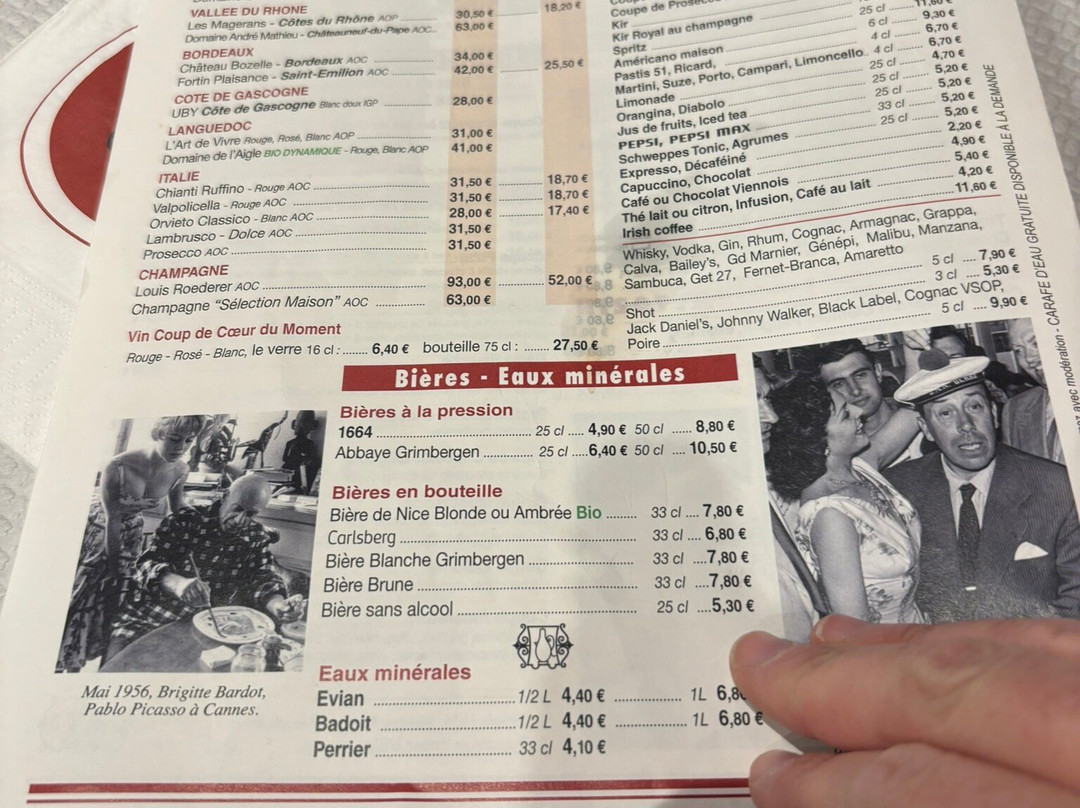 VALLEE DU RHONE
Les Magerans - Côtes du Rhône AOP 30,50 € 18,20 €
Domaine André Mathieu - Châteauneuf-du-Pape AOC.. 63,00 €
BORDEAUX
Château Bozelle - Bordeaux AOC 34,00 €
Fortin Plaisance - Saint-Emilion AOC 42,00 € 25,50 €
COTE DE GASCOGNE
UBY Côte de Gascogne Blanc doux IGP 28,00 €
LANGUEDOC
L'Art de Vivre Rouge, Rosé, Blanc AOP 31,00 €
Domaine de l'Aigle BIO DYNAMIQUE - Rouge, Blanc AOP 41,00 €
ITALIE
Chianti Ruffino - Rouge AOC 31,50 € 18,70 €
Valpolicella - Rouge AOC 31,50 € 18,70 €
Orvieto Classico - Blanc AOC 28,00 € 17,40 €
Lambrusco - Dolce AOC 31,50 €
Prosecco AOC 31,50 €
CHAMPAGNE
Louis Roederer AOC 93,00 € 52,00 €
Champagne “Sélection Maison” AOC 63,00 €
Vin Coup de Cœur du Moment
Rouge - Rosé - Blanc, le verre 16 cl : 6,40 € bouteille 75 cl : 27,50 €
Kir
Kir Royal au champagne
Spritz
Américano maison
Pastis 51, Ricard,
Martini, Suze, Porto, Campari, Limoncello
Limonade
Orangina, Diabolo
Jus de fruits, Iced tea
PEPSI, PEPSI MAX
Schweppes Tonic, Agrumes
Expresso, Décaféiné
Capuccino, Chocolat
Café ou Chocolat Viennois
Thé lait ou citron, Infusion, Café au lait
Irish coffee
25 cl
6 cl 9,30 €
4 cl 6,70 €
4 cl 6,70 €
25 cl 4,70 €
25 cl 5,20 €
25 cl 5,20 €
33 cl 5,20 €
25 cl 5,20 €
2,20 €
4,90 €
5,40 €
4,20 €
11,60 €
Whisky, Vodka, Gin, Rhum, Cognac, Armagnac, Grappa,
Calva, Bailey's, Gd Marnier, Génépi, Malibu, Manzana,
Sambuca, Get 27, Fernet-Branca, Amaretto
5 cl .... 7,90 €
Shot 3 cl .... 5,30 €
Jack Daniel's, Johnny Walker, Black Label, Cognac VSOP,
Poire 5 cl .... 9,90 €
avec modération - CARAFE D'EAU GRATUITE DISPONIBLE À LA DEMANDE
Bières - Eaux minérales
Bières à la pression
1664 25 cl ..... 4,90 € 50 cl ..... 8,80 €
Abbaye Grimbergen 25 cl ..... 6,40 € 50 cl .... 10,50 €
Bières en bouteille
Bière de Nice Blonde ou Ambrée Bio 33 cl .... 7,80 €
Carlsberg 33 cl .... 6,80 €
Bière Blanche Grimbergen 33 cl ....7,80 €
Bière Brune 33 cl ....7,80 €
Bière sans alcool 25 cl ....5,30 €
Eaux minérales
Evian 1/2 L 4,40 € 1L 6,8
Badoit 1/2 L 4,40 € 1L 6,80 €
Perrier 33 cl 4,10 €
Mai 1956, Brigitte Bardot,
Pablo Picasso à Cannes.